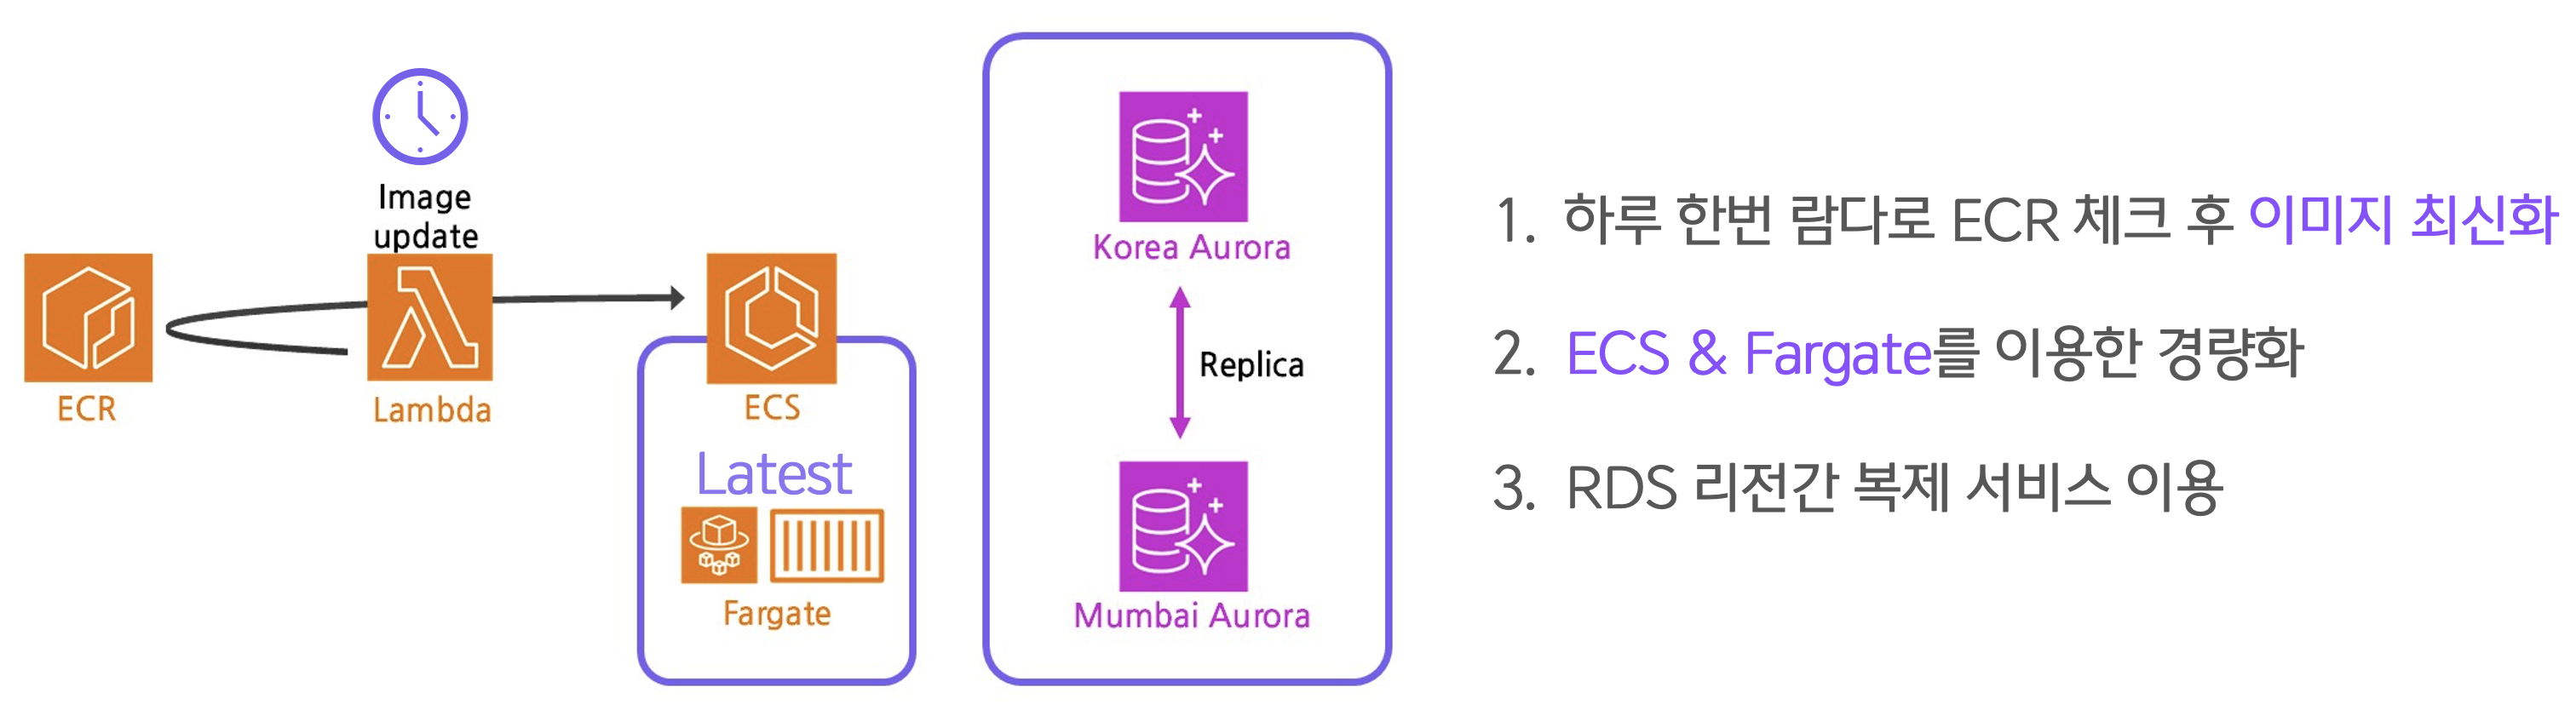 Image
update
ECR
Lambda
ECS
Latest
Fargate
Korea Aurora
Replica
Mumbai Aurora
1. 하루 한번 람다로 ECR 체크 후 이미지 최신화
2. ECS & Fargate를 이용한 경량화
3. RDS 리전간 복제 서비스 이용